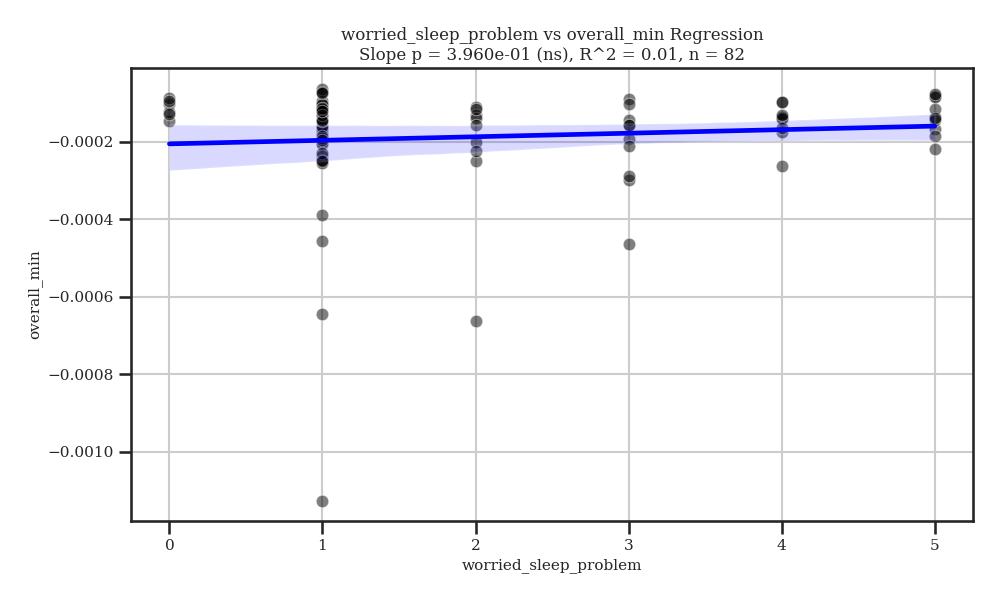 worried_sleep_problem vs overall_min Regression
Slope p = 3.960e-01 (ns), R^2 = 0.01, n = 82
−0.0002
−0.0004
−0.0006
−0.0008
−0.0010
overall_min
0 1 2 3 4 5
worried_sleep_problem